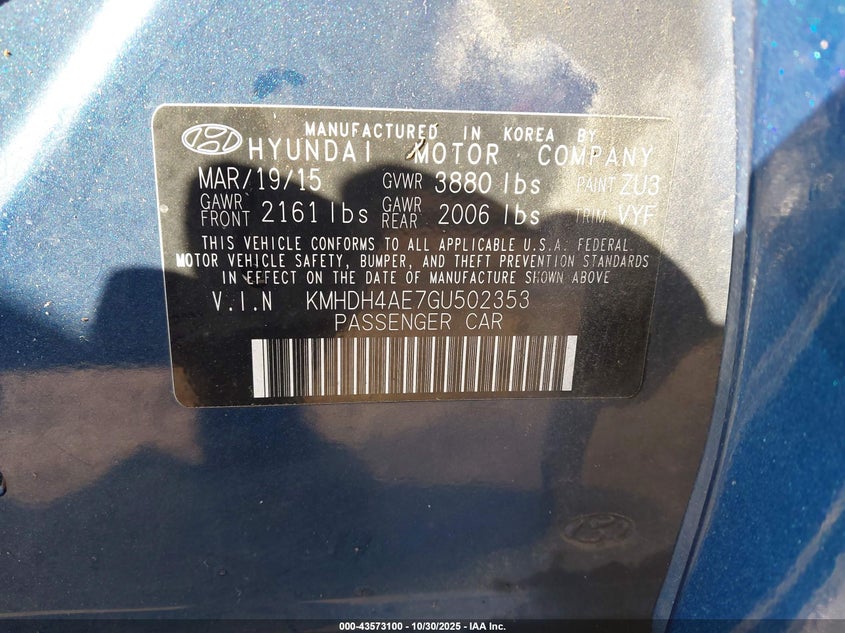 MANUFACTURED IN KOREA BY
HYUNDAI MOTOR COMPANY
MAR/19/15 GVWR 3880 lbs PAINT ZU3
GAWR FRONT 2161 lbs GAWR REAR 2006 lbs TRIM VYF
THIS VEHICLE CONFORMS TO ALL APPLICABLE U.S.A. FEDERAL
MOTOR VEHICLE SAFETY, BUMPER, AND THEFT PREVENTION STANDARDS
IN EFFECT ON THE DATE OF MANUFACTURE SHOWN ABOVE
V.I.N KMHDH4AE7GU502353
PASSENGER CAR
000-43573100 • 10/30/2025 - IAA Inc.